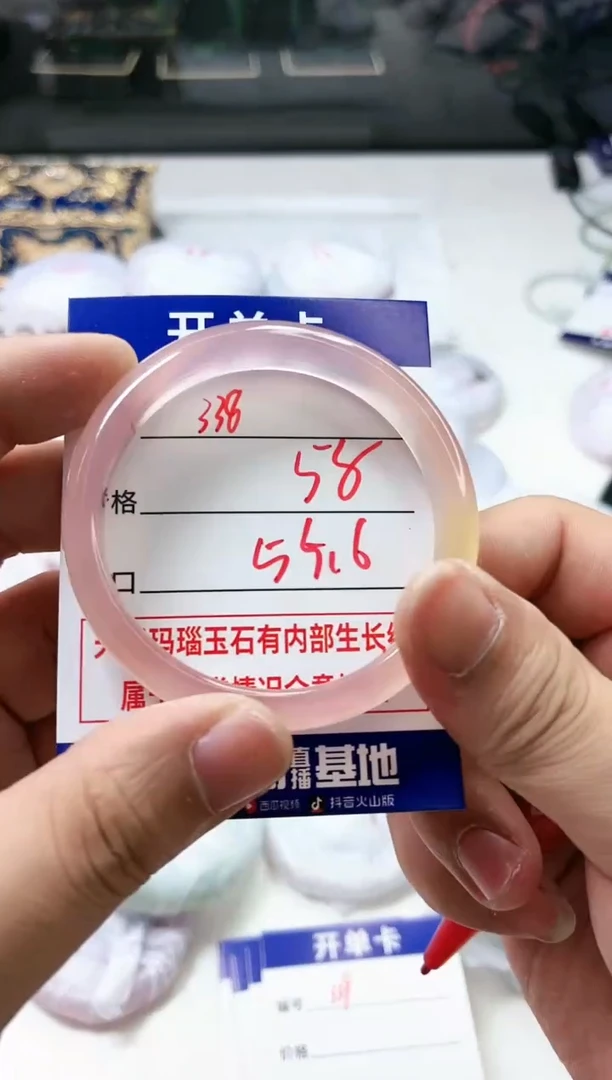 开单卡
338
格 58
口 55.6
玛瑙玉石有内部生长
属
直播基地
西瓜视频 抖音火山版
开单卡
编号
价格